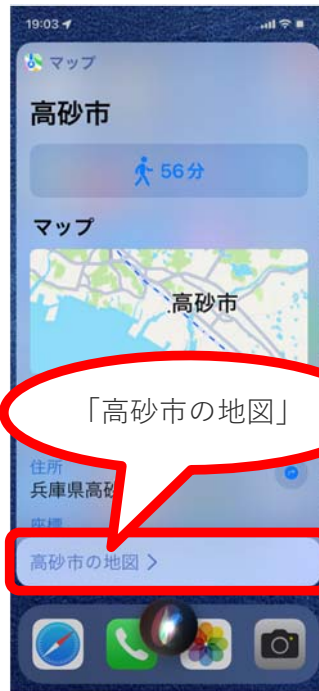 19:03
マップ
高砂市
56分
マップ
高砂市
「高砂市の地図」
住所
兵庫県高砂
座標
高砂市の地図 >